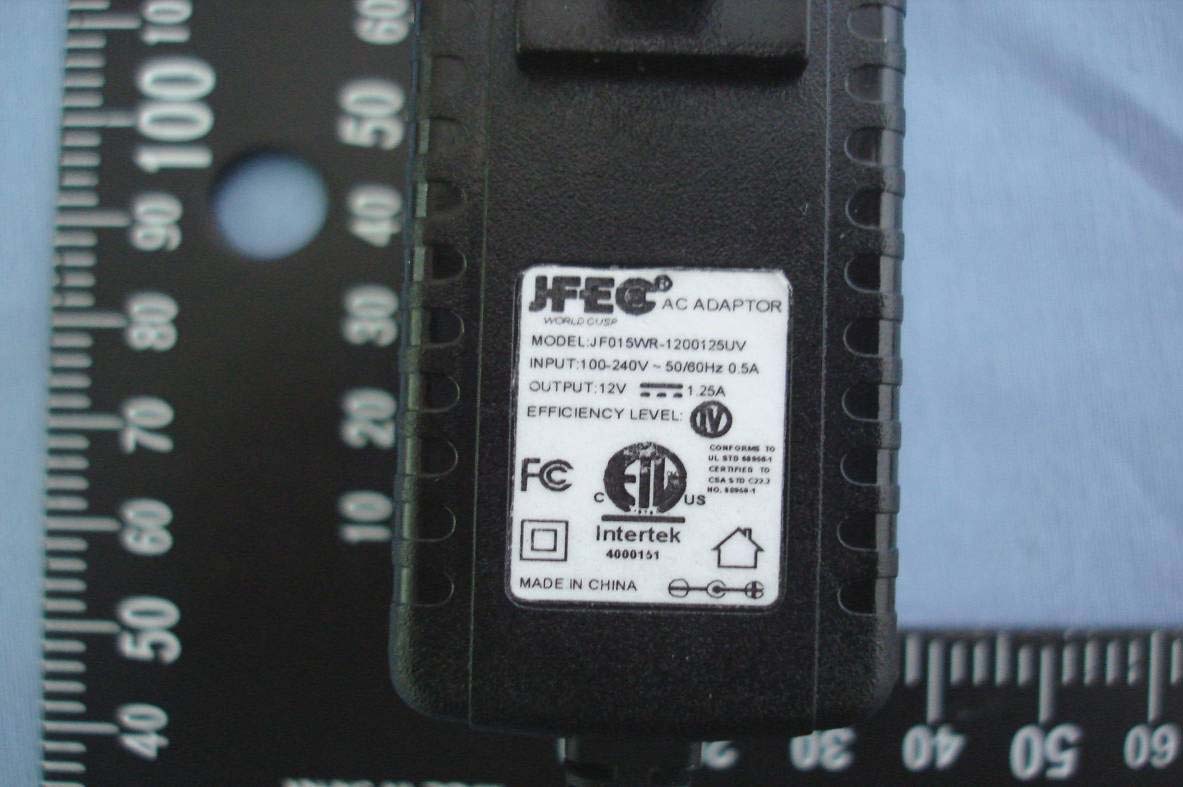 JFEC® AC ADAPTOR
WORLD CUSP
MODEL:JF015WR-1200125UV
INPUT:100-240V ~ 50/60Hz 0.5A
OUTPUT:12V 1.25A
EFFICIENCY LEVEL: IV
FC
C ETL US
CONFORMS TO
UL STD 60950-1
CERTIFIED TO
CSA STD C22.2
NO. 60950-1
Intertek
4000151
MADE IN CHINA
100
90
80
70
60
50
40
60
50
40
30
20
10
30
40
50
60